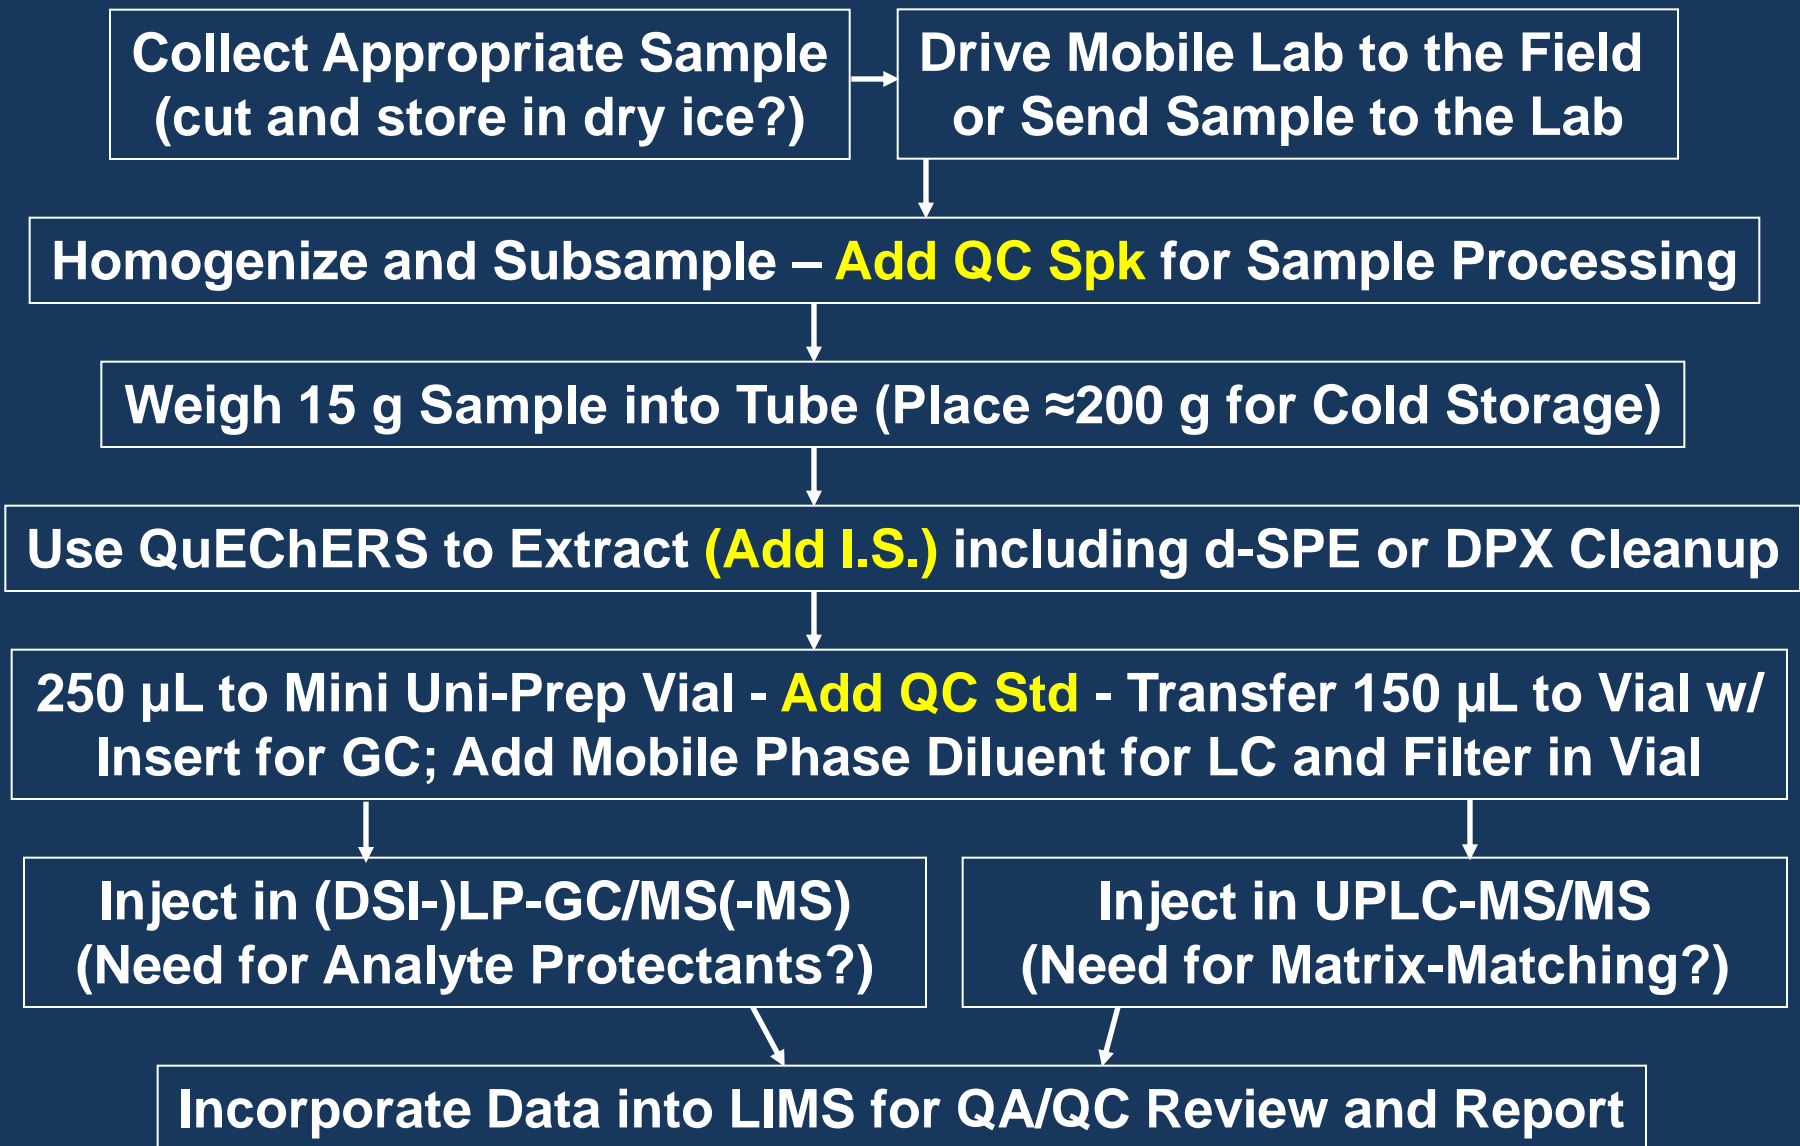 Collect Appropriate Sample
(cut and store in dry ice?)
Drive Mobile Lab to the Field
or Send Sample to the Lab
Homogenize and Subsample – Add QC Spk for Sample Processing
Weigh 15 g Sample into Tube (Place ≈200 g for Cold Storage)
Use QuEChERS to Extract (Add I.S.) including d-SPE or DPX Cleanup
250 µL to Mini Uni-Prep Vial - Add QC Std - Transfer 150 µL to Vial w/
Insert for GC; Add Mobile Phase Diluent for LC and Filter in Vial
Inject in (DSI-)LP-GC/MS(-MS)
(Need for Analyte Protectants?)
Inject in UPLC-MS/MS
(Need for Matrix-Matching?)
Incorporate Data into LIMS for QA/QC Review and Report